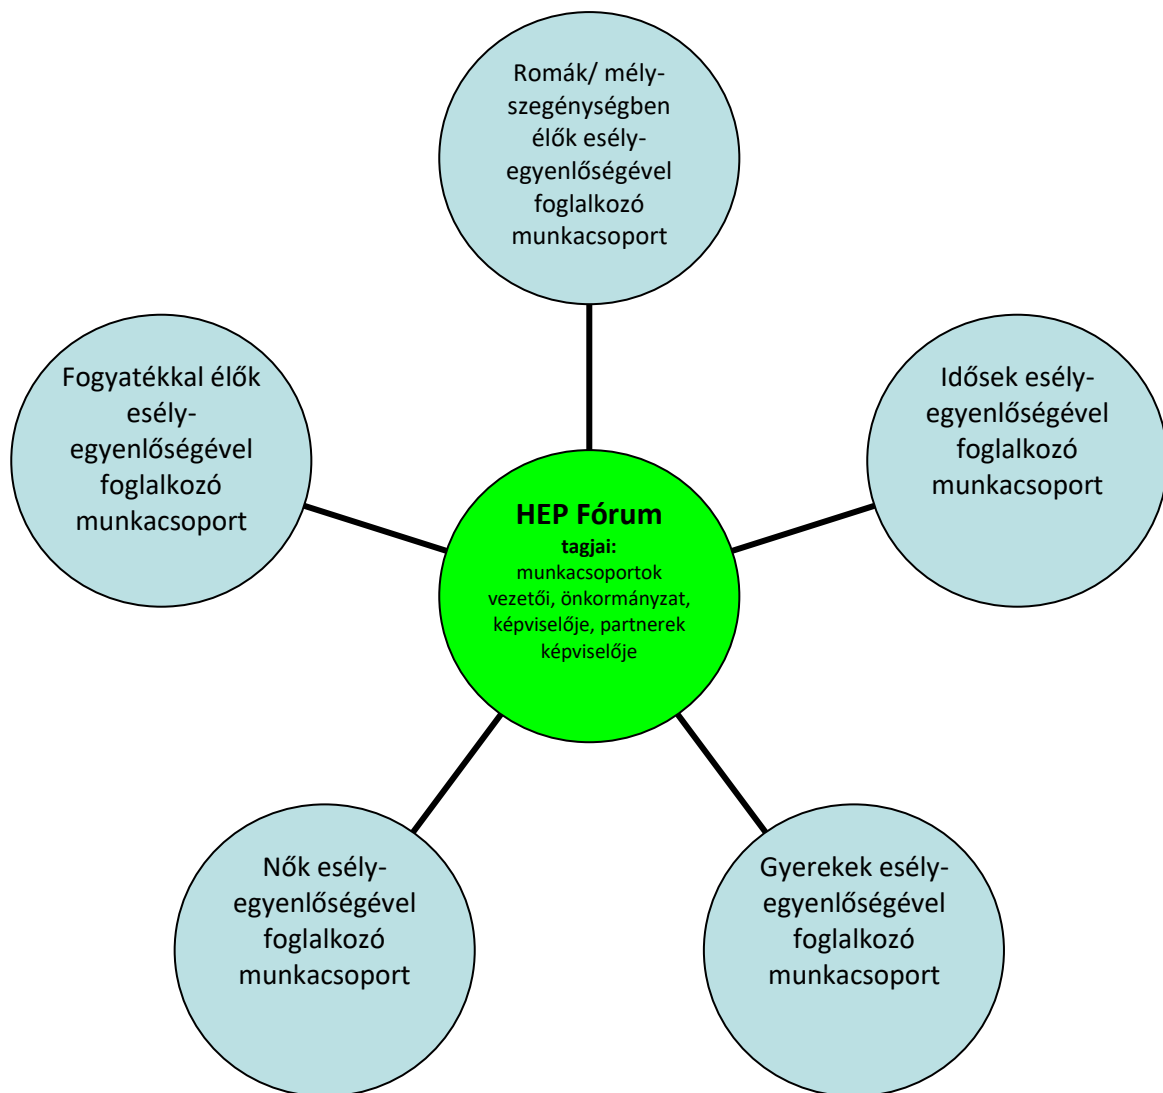 Romák/ mély-
szegénységben
élők esély-
egyenlőségével
foglalkozó
munkacsoport
Fogyatékkal élők
esély-
egyenlőségével
foglalkozó
munkacsoport
Idősek esély-
egyenlőségével
foglalkozó
munkacsoport
HEP Fórum
tagjai:
munkacsoportok
vezetői, önkormányzat,
képviselője, partnerek
képviselője
Nők esély-
egyenlőségével
foglalkozó
munkacsoport
Gyerekek esély-
egyenlőségével
foglalkozó
munkacsoport